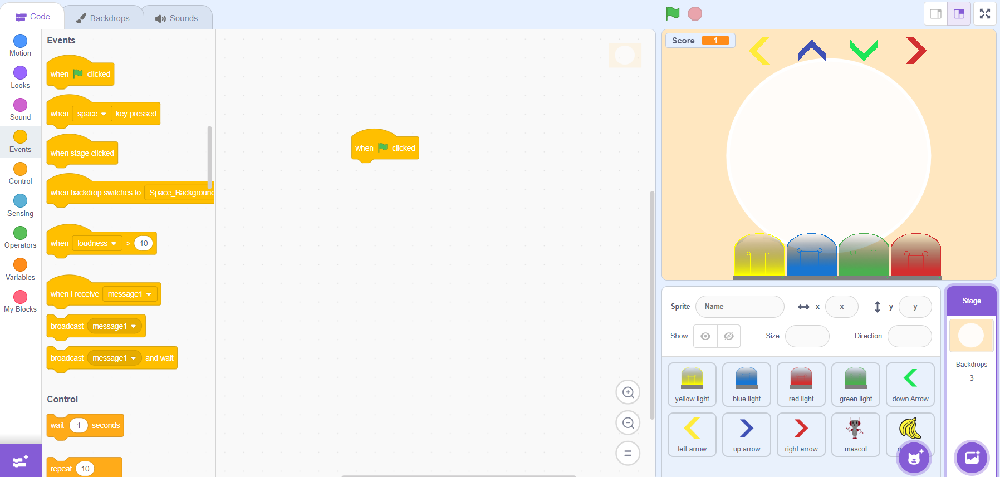 Code
Backdrops
Sounds
Motion
Looks
Sound
Events
Control
Sensing
Operators
Variables
My Blocks
Events
when clicked
when space key pressed
when stage clicked
when backdrop switches to Space_Background
when loudness > 10
when I receive message1
broadcast message1
broadcast message1 and wait
Control
wait 1 seconds
repeat 10
when clicked
Score 1
Sprite Name x x y y
Show Size Direction
yellow light
blue light
red light
green light
down Arrow
left arrow
up arrow
right arrow
mascot
Stage
Backdrops
3